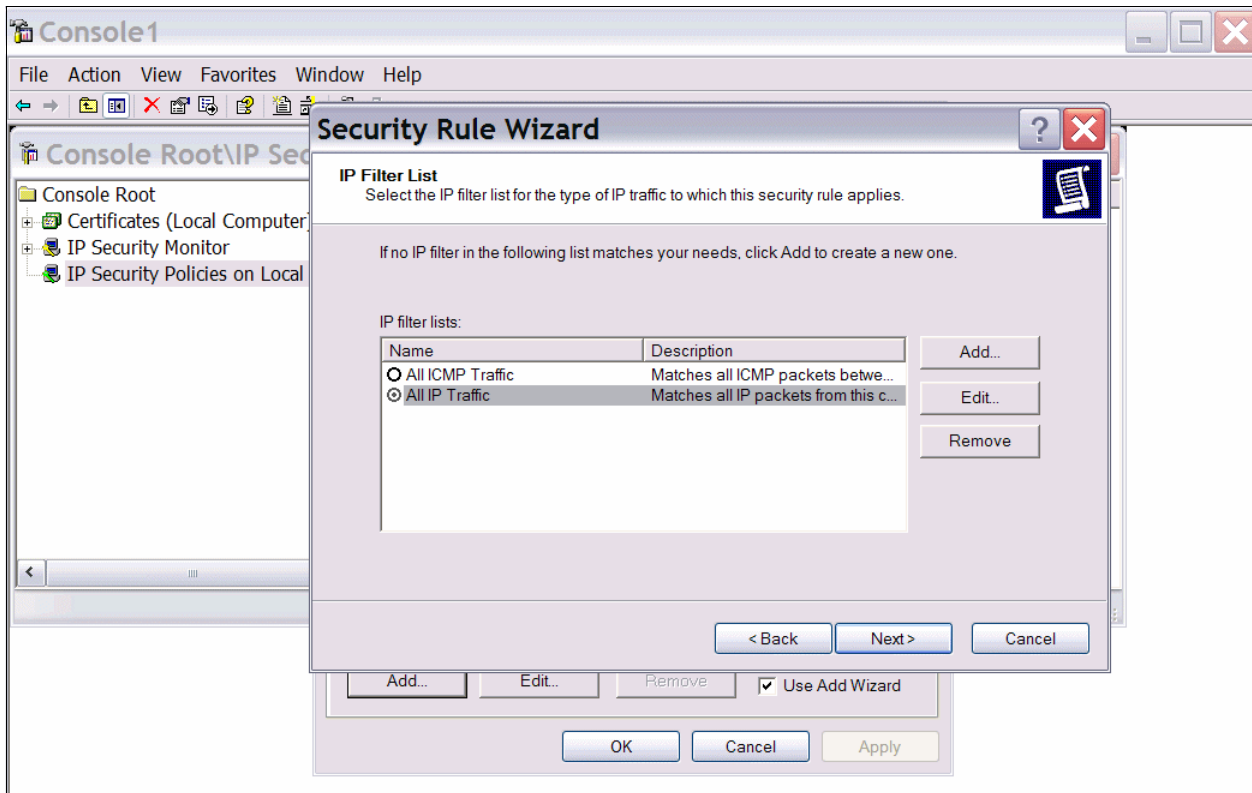 Console1
File Action View Favorites Window Help
Console Root\IP Sec
Console Root
Certificates (Local Computer)
IP Security Monitor
IP Security Policies on Local
Security Rule Wizard
IP Filter List
Select the IP filter list for the type of IP traffic to which this security rule applies.
If no IP filter in the following list matches your needs, click Add to create a new one.
IP filter lists:
Name Description
All ICMP Traffic Matches all ICMP packets betwe...
All IP Traffic Matches all IP packets from this c...
Add...
Edit...
Remove
< Back Next > Cancel
Add... Edit... Remove Use Add Wizard
OK Cancel Apply